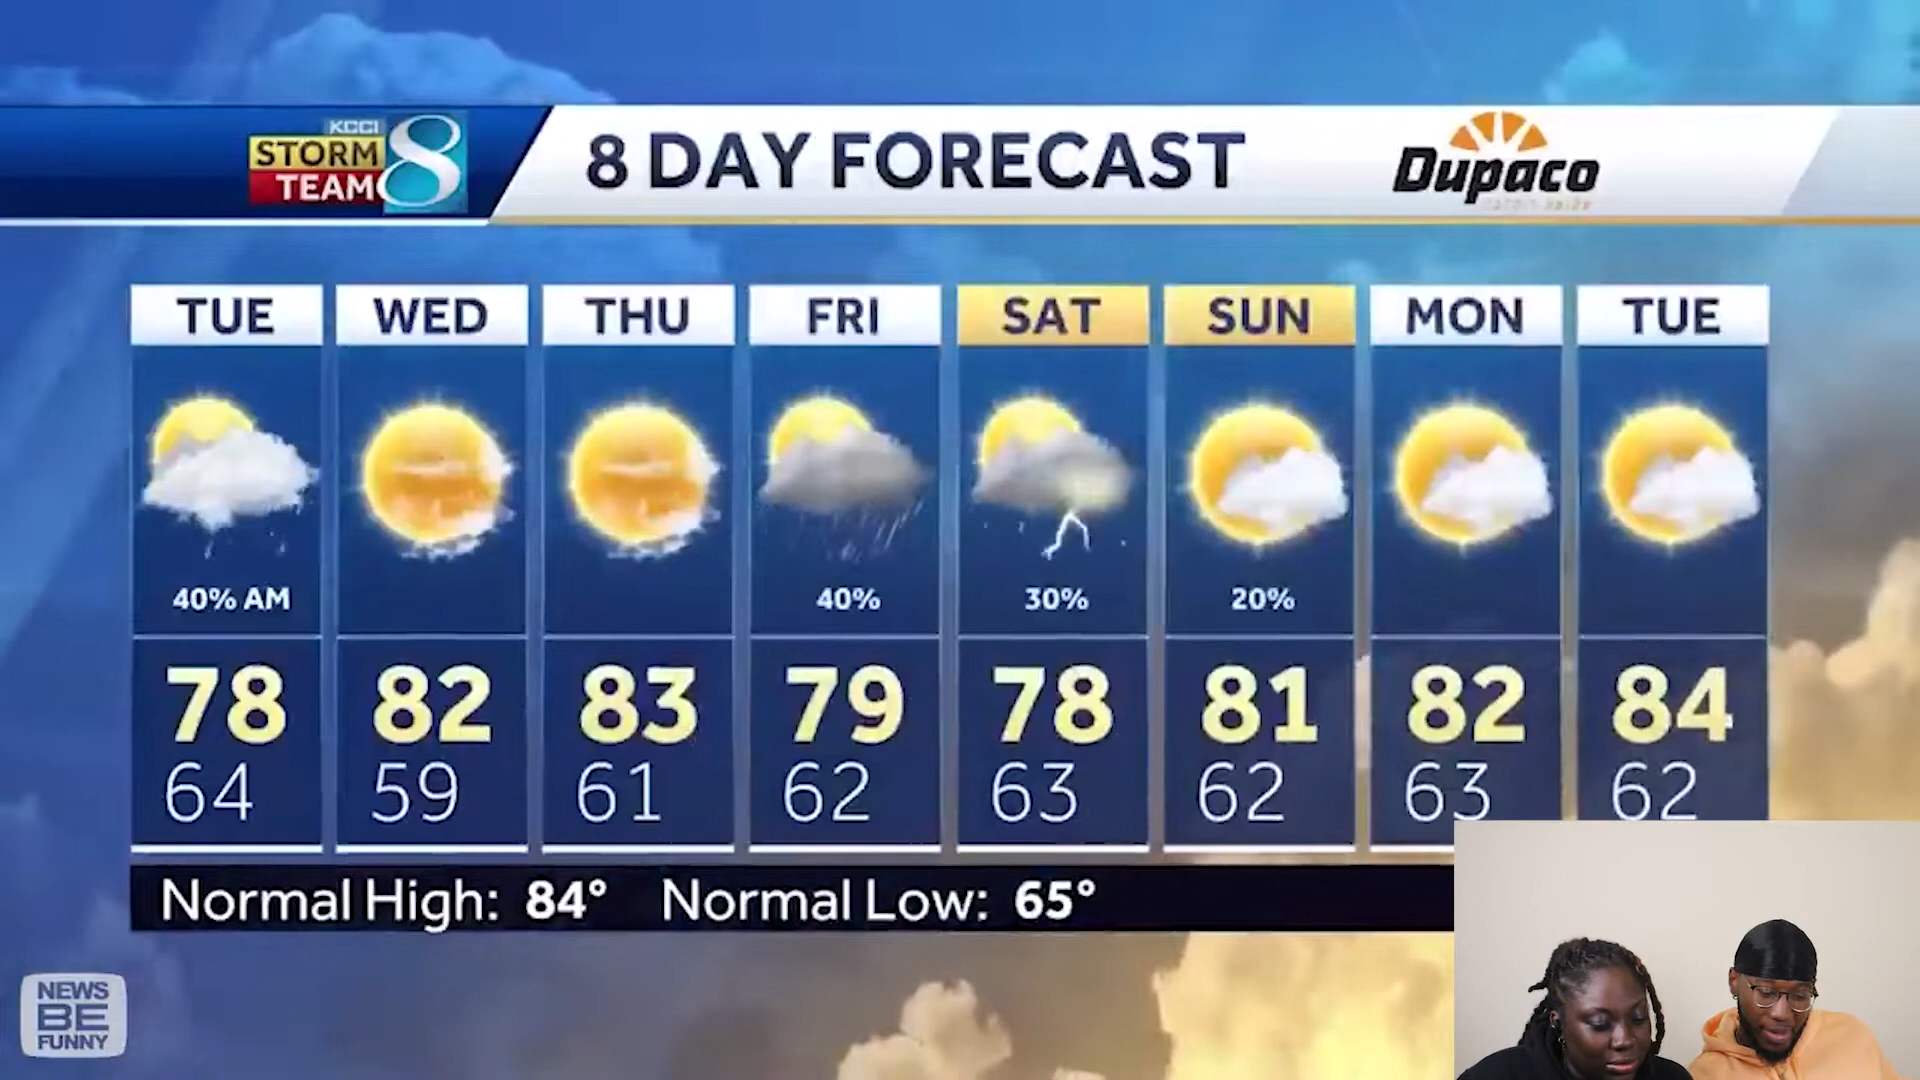 KCCI
STORM
TEAM
8
8 DAY FORECAST
Dupaco
TUE WED THU FRI SAT SUN MON TUE
40% AM 40% 30% 20%
78 82 83 79 78 81 82 84
64 59 61 62 63 62 63 62
Normal High: 84° Normal Low: 65°
NEWS
BE
FUNNY